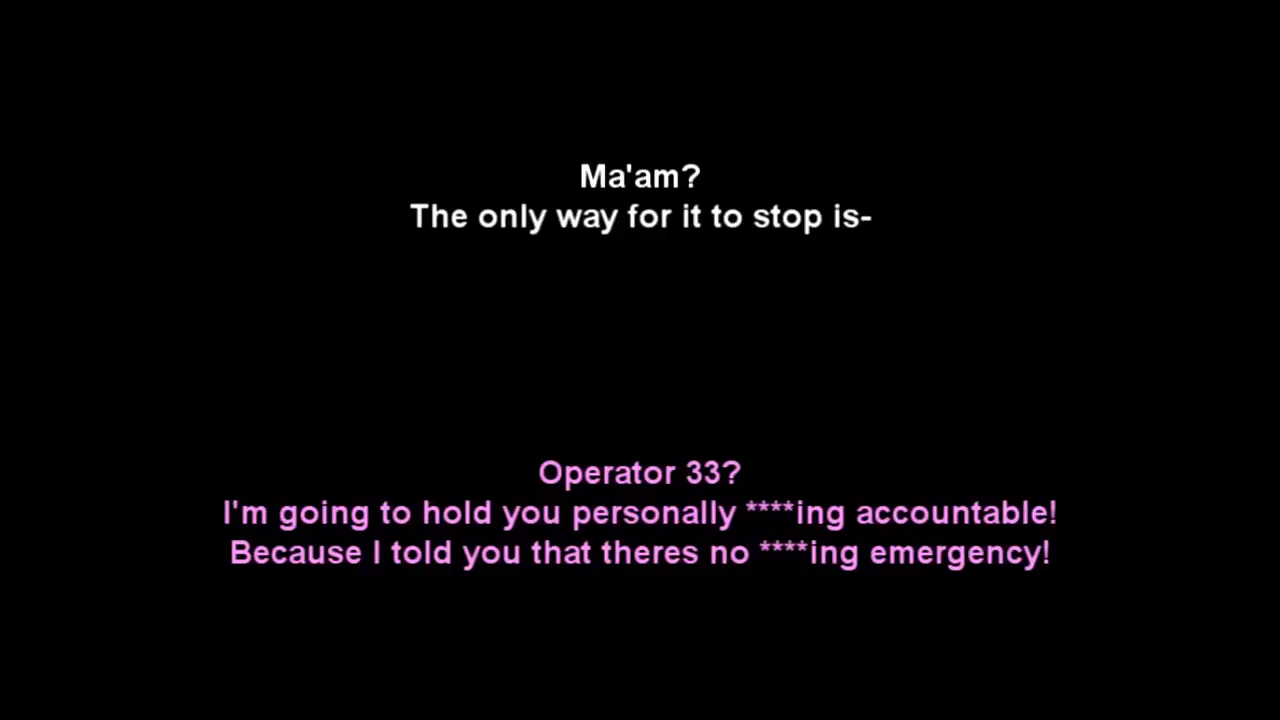 Ma'am?
The only way for it to stop is-
Operator 33?
I'm going to hold you personally ****ing accountable!
Because I told you that theres no ****ing emergency!